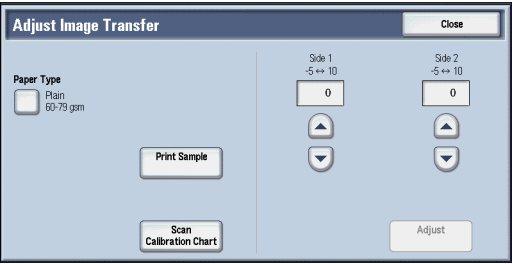 Adjust Image Transfer
Close
Paper Type
Plain
60-79 gsm
Print Sample
Scan
Calibration Chart
Side 1
-5 ↔ 10
0
Side 2
-5 ↔ 10
0
Adjust